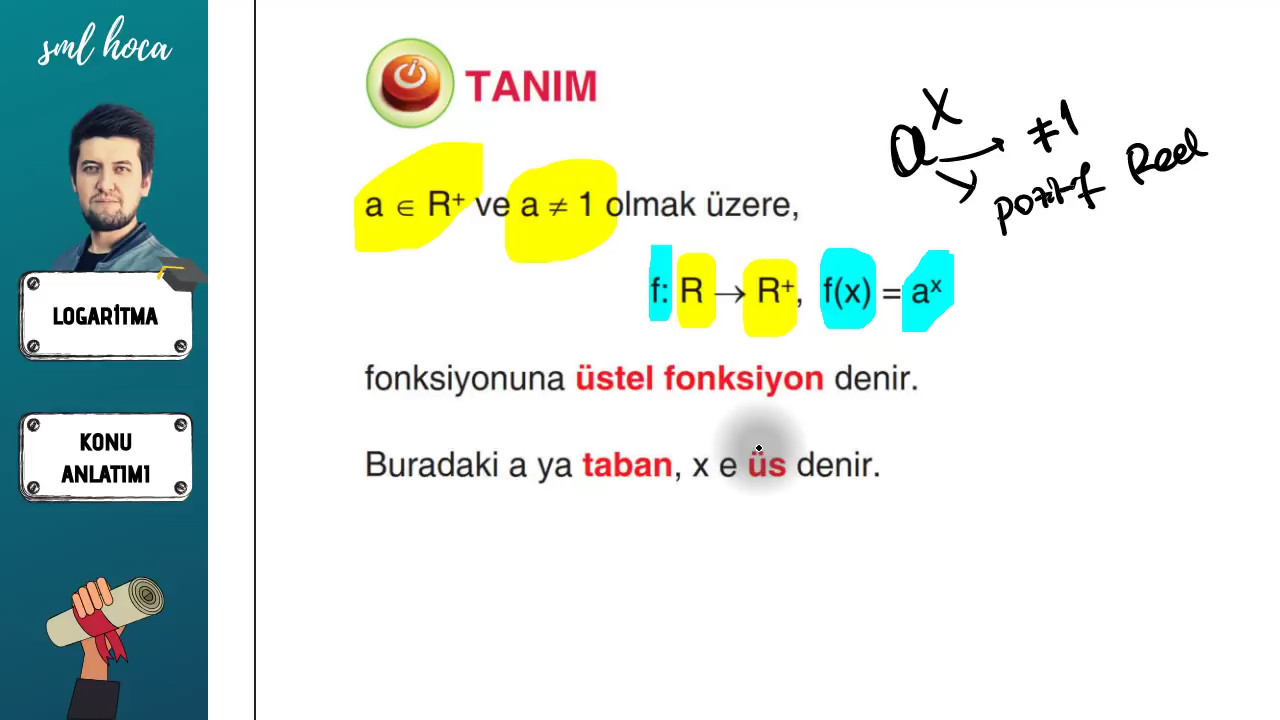 sml hoca
LOGARİTMA
KONU
ANLATIMI
TANIM
a ∈ R⁺ ve a ≠ 1 olmak üzere,
f: R → R⁺, f(x) = aˣ
fonksiyonuna üstel fonksiyon denir.
Buradaki a ya taban, x e üs denir.
aˣ → ≠ 1
→ pozitif Reel